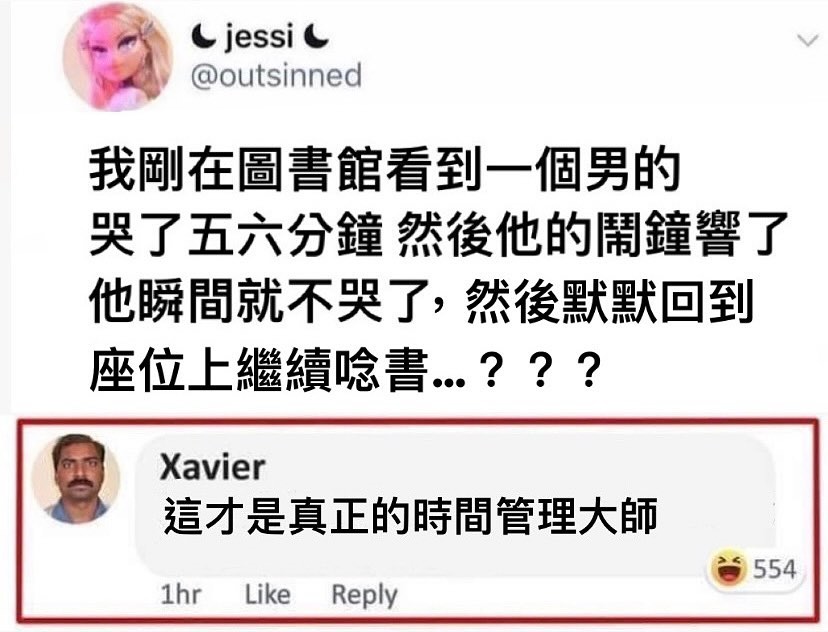 jessi
@outsinned
我剛在圖書館看到一個男的
哭了五六分鐘 然後他的鬧鐘響了
他瞬間就不哭了，然後默默回到
座位上繼續唸書...？？？
Xavier
這才是真正的時間管理大師
554
1hr Like Reply